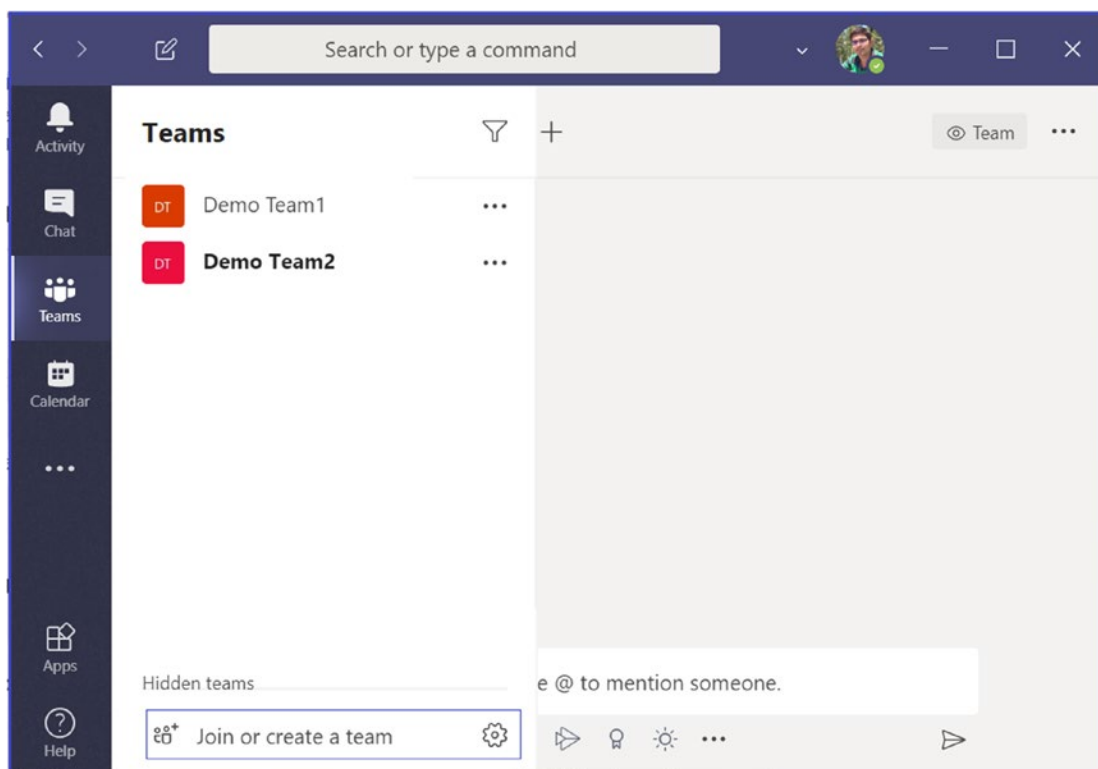 Search or type a command
Activity
Chat
Teams
Calendar
Apps
Help
Teams
DT Demo Team1
DT Demo Team2
Hidden teams
Join or create a team
Team
e @ to mention someone.